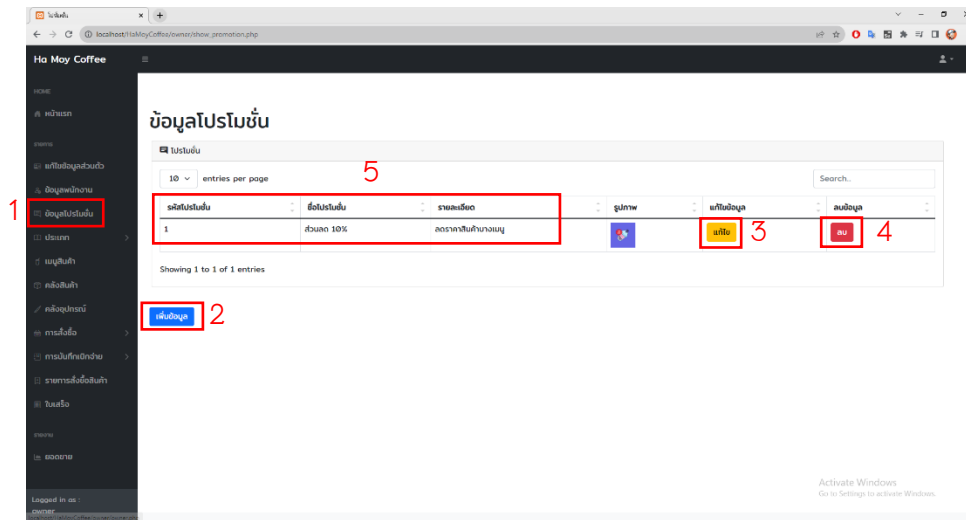 โปรโมชั่น
localhost/HaMoyCoffee/owner/show_promotion.php
Ha Moy Coffee
HOME
หน้าแรก
รายการ
แก้ไขข้อมูลส่วนตัว
ข้อมูลพนักงาน
1
ข้อมูลโปรโมชั่น
ประเภท
เมนูสินค้า
คลังสินค้า
คลังอุปกรณ์
การสั่งซื้อ
การบันทึกเบิกจ่าย
รายการสั่งซื้อสินค้า
ใบเสร็จ
รายงาน
ยอดขาย
Logged in as :
owner
ข้อมูลโปรโมชั่น
โปรโมชั่น
10 entries per page
5
Search..
รหัสโปรโมชั่น ชื่อโปรโมชั่น รายละเอียด รูปภาพ แก้ไขข้อมูล ลบข้อมูล
1 ส่วนลด 10% ลดราคาสินค้าบางเมนู แก้ไข 3 ลบ 4
Showing 1 to 1 of 1 entries
เพิ่มข้อมูล 2
Activate Windows
Go to Settings to activate Windows.